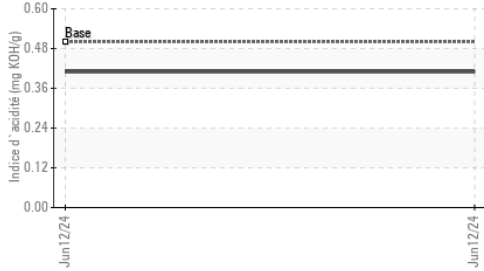 0.60
Base
0.48
0.36
0.24
0.12
0.00
Indice d`acidité (mg KOH/g)
Jun12/24
Jun12/24